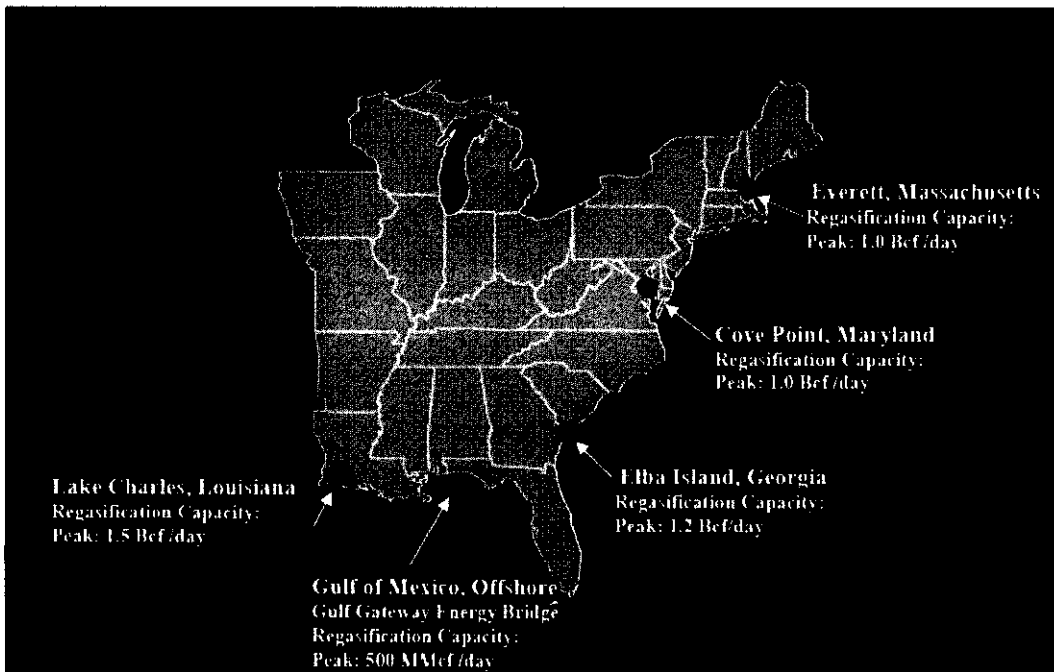 Everett, Massachusetts
Regasification Capacity:
Peak: 1.0 Bcf/day
Cove Point, Maryland
Regasification Capacity:
Peak: 1.0 Bcf/day
Elba Island, Georgia
Regasification Capacity:
Peak: 1.2 Bcf/day
Lake Charles, Louisiana
Regasification Capacity:
Peak: 1.5 Bcf/day
Gulf of Mexico, Offshore
Gulf Gateway Energy Bridge
Regasification Capacity:
Peak: 500 MMcf/day